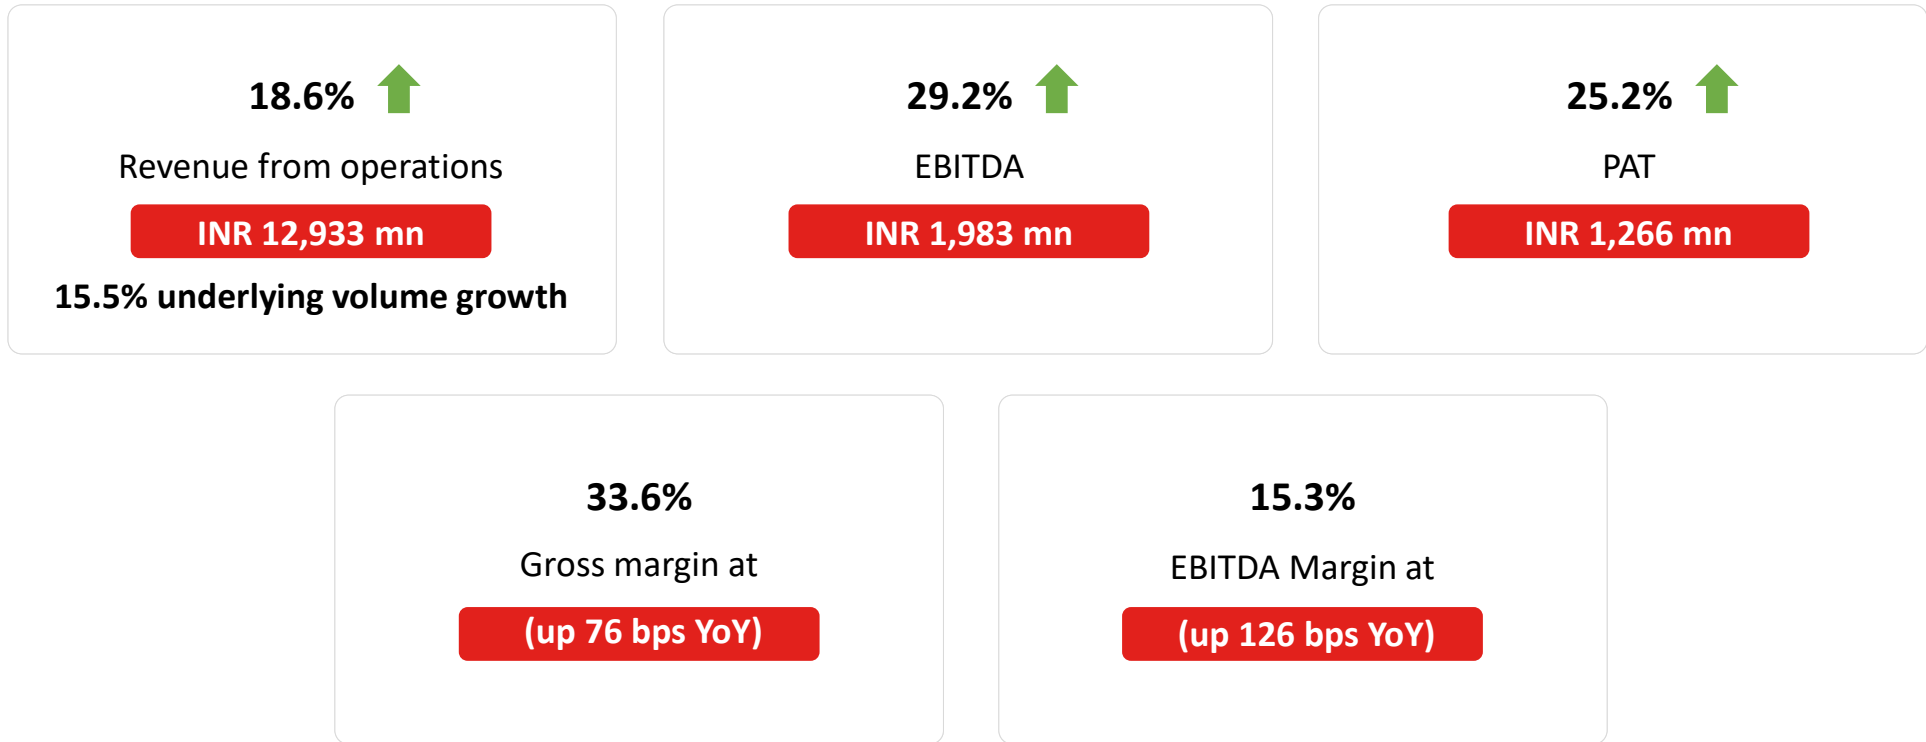 18.6%
Revenue from operations
INR 12,933 mn
15.5% underlying volume growth
29.2%
EBITDA
INR 1,983 mn
25.2%
PAT
INR 1,266 mn
33.6%
Gross margin at
(up 76 bps YoY)
15.3%
EBITDA Margin at
(up 126 bps YoY)